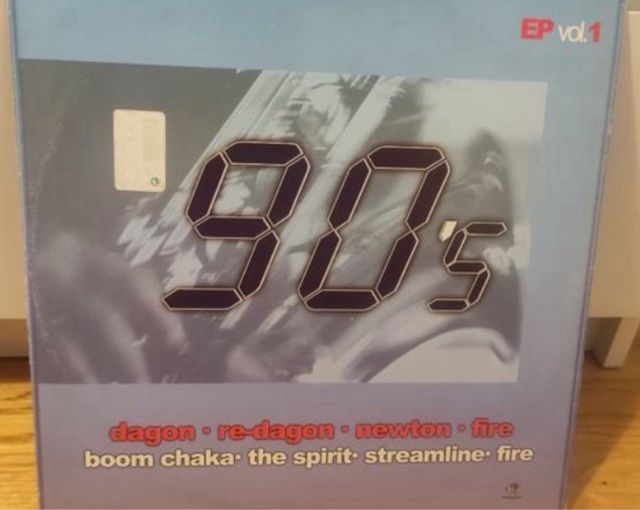 EP vol.1
90's
dagon · re-dagon · newton · fire
boom chaka· the spirit· streamline· fire